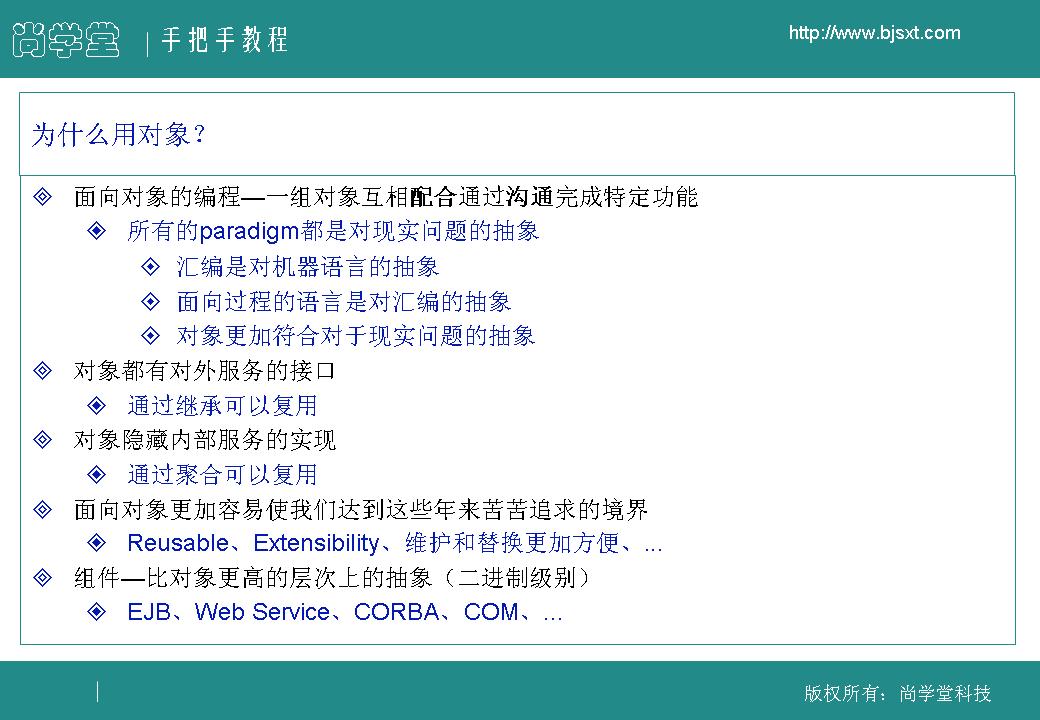 尚学堂 | 手把手教程
http://www.bjsxt.com
为什么用对象?
面向对象的编程—一组对象互相配合通过沟通完成特定功能
所有的paradigm都是对现实问题的抽象
汇编是对机器语言的抽象
面向过程的语言是对汇编的抽象
对象更加符合对于现实问题的抽象
对象都有对外服务的接口
通过继承可以复用
对象隐藏内部服务的实现
通过聚合可以复用
面向对象更加容易使我们达到这些年来苦苦追求的境界
Reusable、Extensibility、维护和替换更加方便、...
组件—比对象更高的层次上的抽象（二进制级别）
EJB、Web Service、CORBA、COM、...
版权所有：尚学堂科技